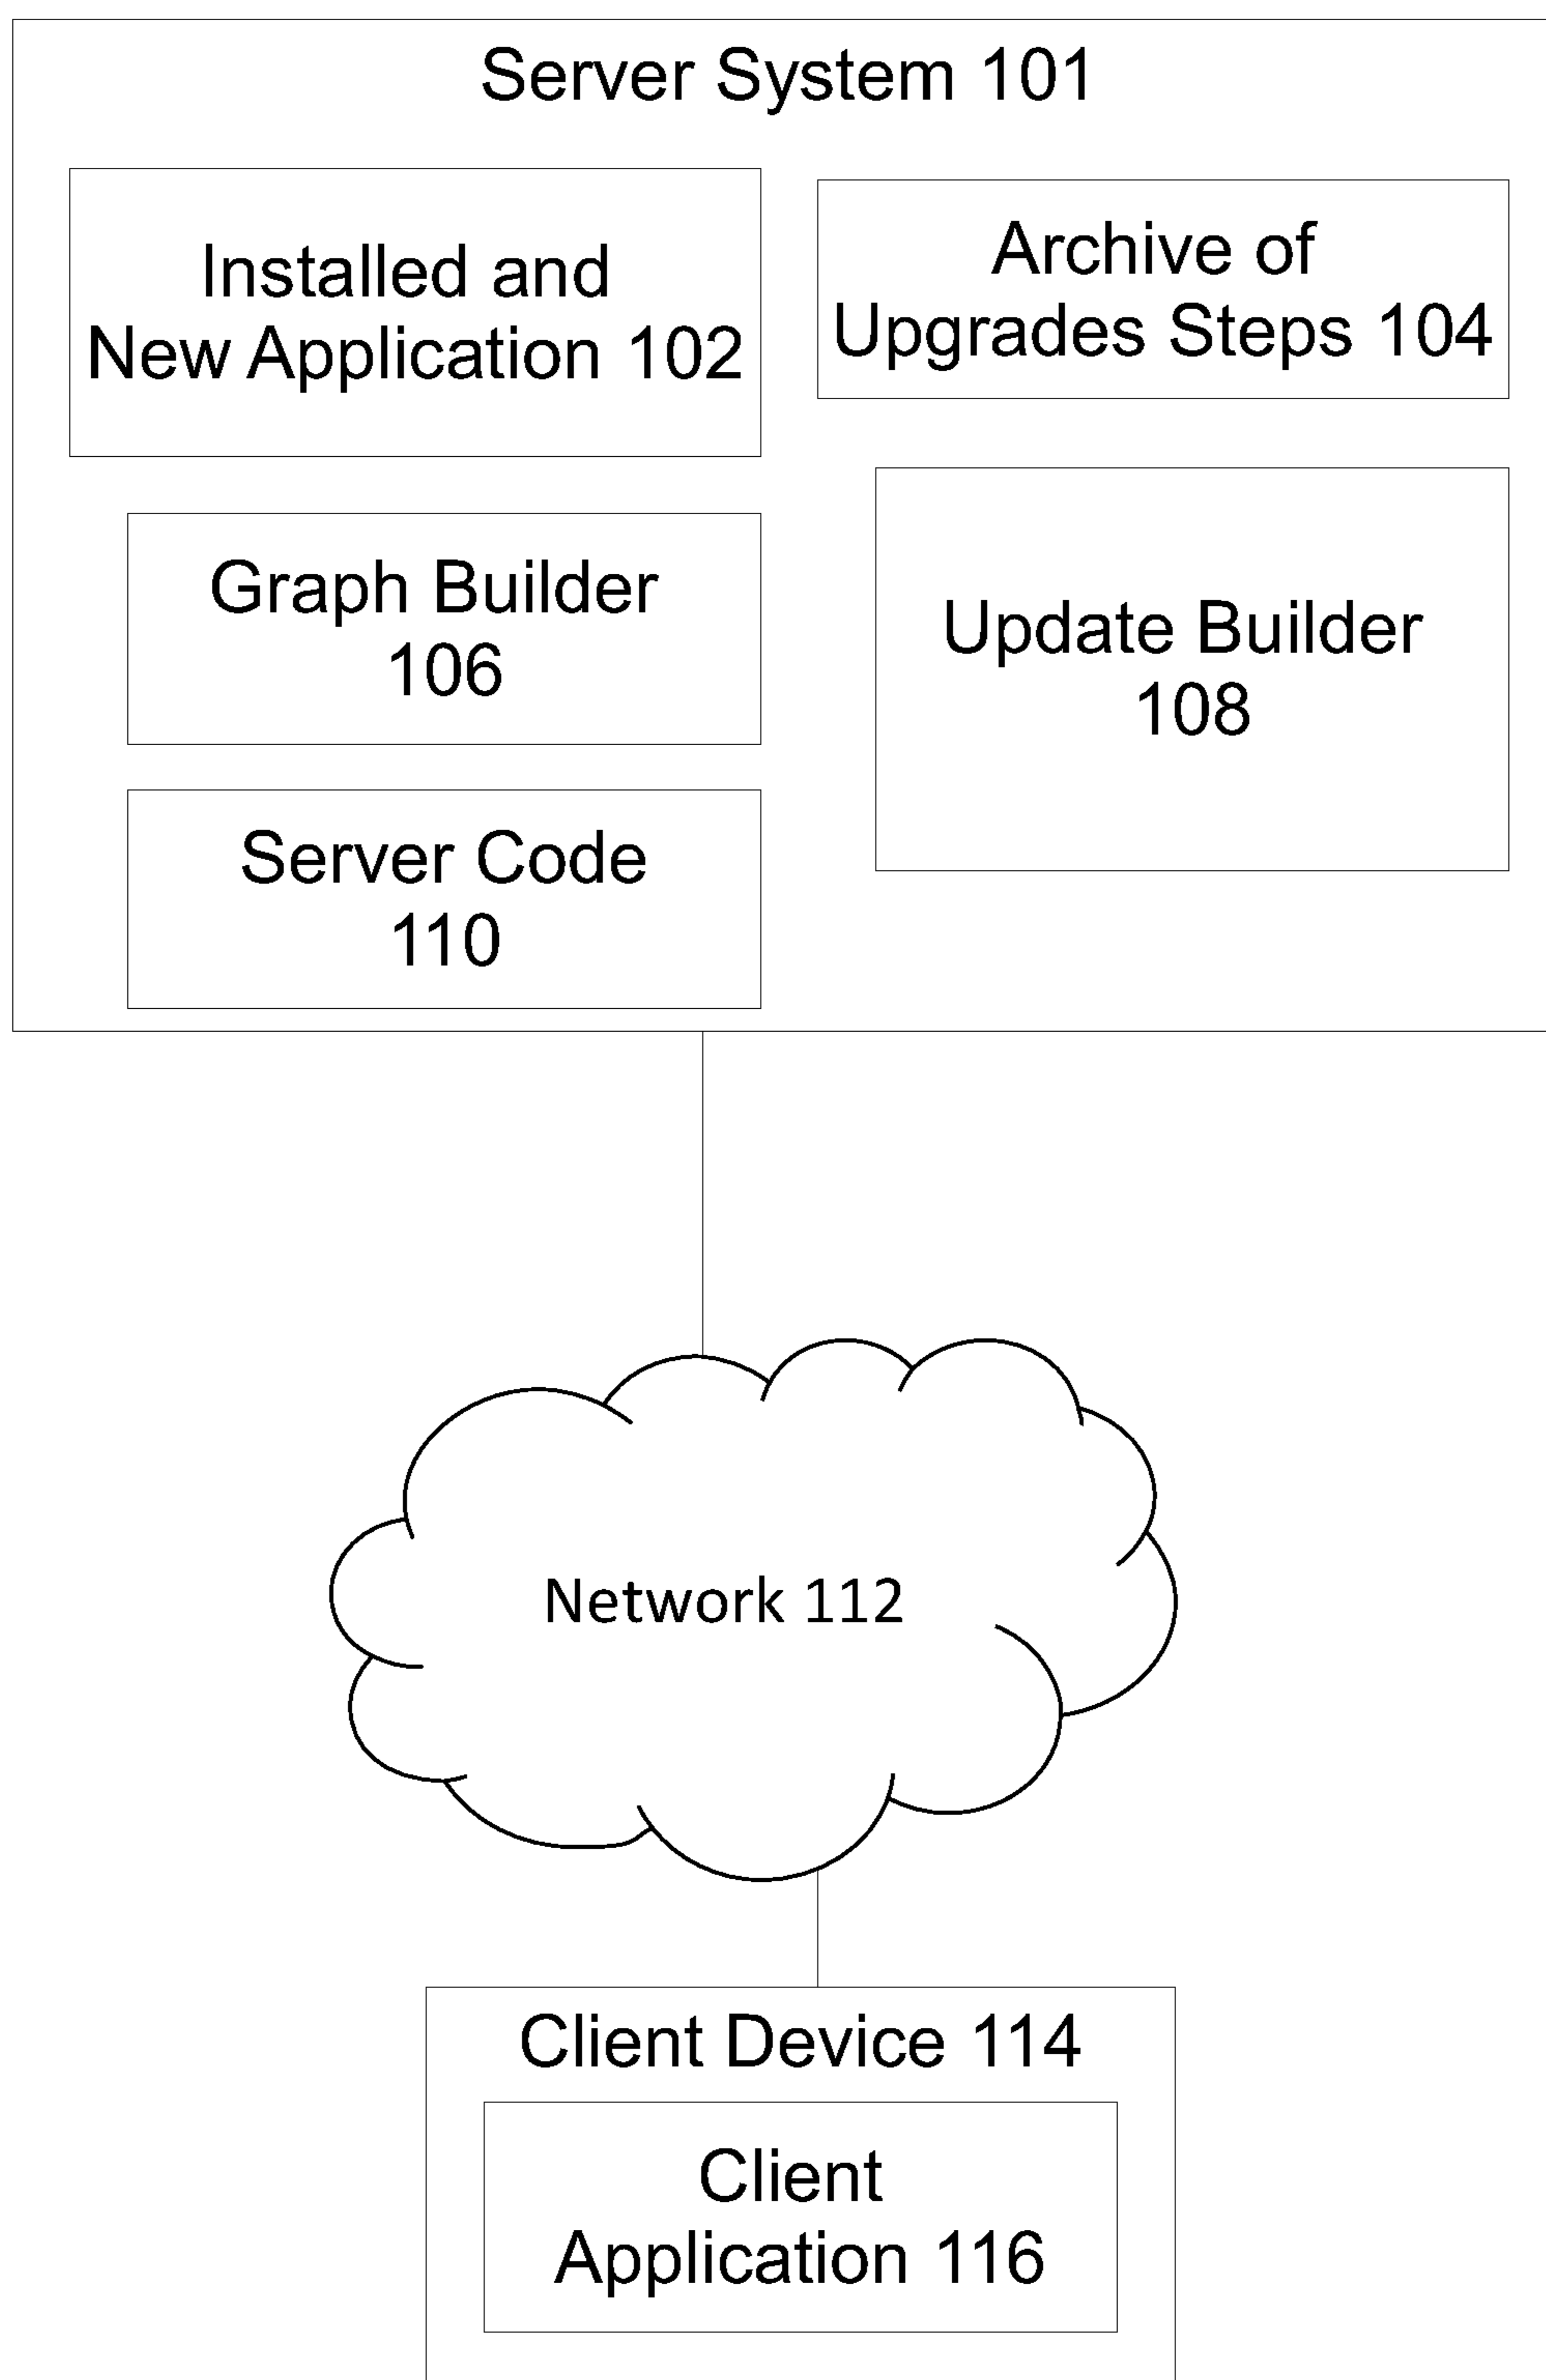 Server System 101
Installed and
New Application 102
Archive of
Upgrades Steps 104
Graph Builder
106
Update Builder
108
Server Code
110
Network 112
Client Device 114
Client
Application 116